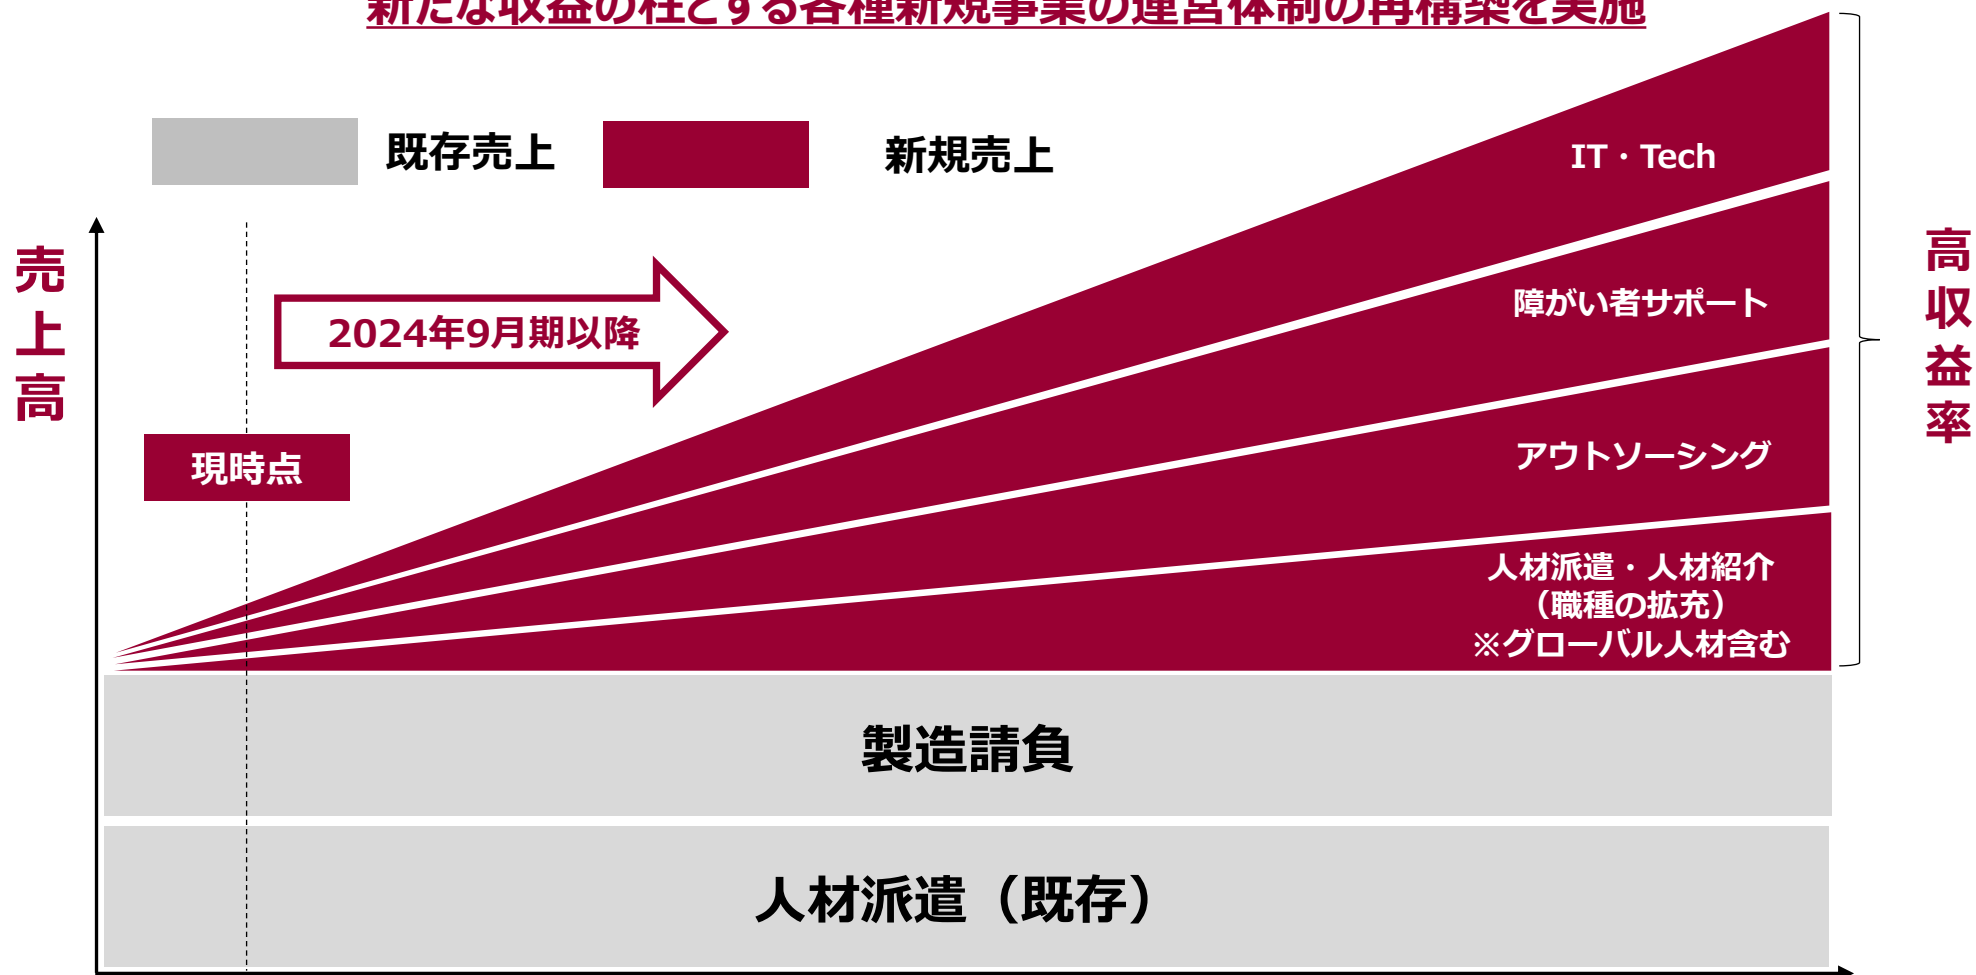 新たな収益の柱とする各種新規事業の運営体制の再構築を実施
既存売上
新規売上
売上高
2024年9月期以降
現時点
IT・Tech
障がい者サポート
アウトソーシング
人材派遣・人材紹介
（職種の拡充）
※グローバル人材含む
高収益率
製造請負
人材派遣（既存）